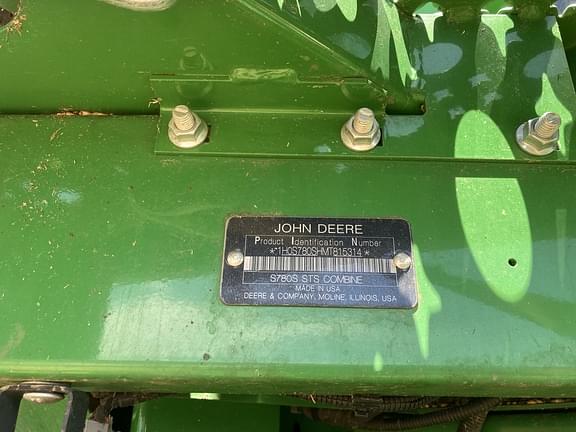 JOHN DEERE
Product Identification Number
*1H0S780SHMT815314*
S780S STS COMBINE
MADE IN USA
DEERE & COMPANY, MOLINE, ILLINOIS, USA